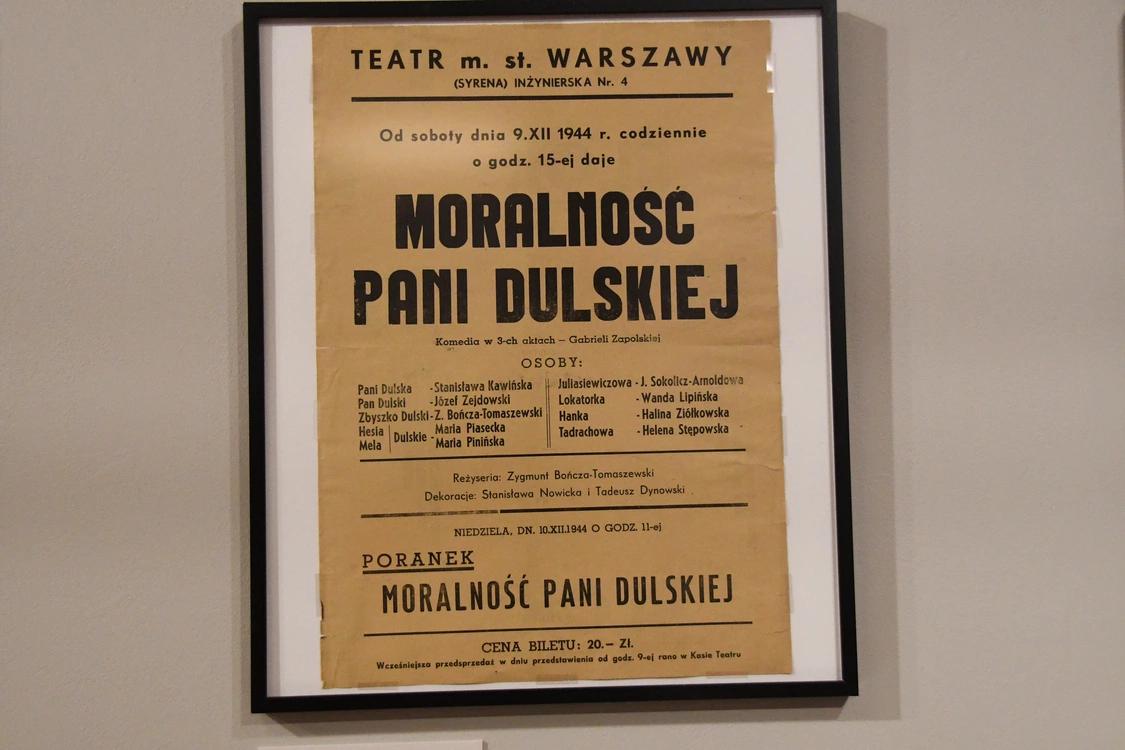 TEATR m. st. WARSZAWY
(SYRENA) INŻYNIERSKA Nr. 4
Od soboty dnia 9.XII 1944 r. codziennie
o godz. 15-ej daje
MORALNOŚĆ
PANI DULSKIEJ
Komedia w 3-ch aktach – Gabrieli Zapolskiej
OSOBY:
Pani Dulska - Stanisława Kawińska
Pan Dulski - Józef Zejdowski
Zbyszko Dulski - Z. Bończa-Tomaszewski
Hesia Dulskie - Maria Piasecka
Mela Maria Pinińska
Juliasiewiczowa - J. Sokolicz-Arnoldowa
Lokatorka - Wanda Lipińska
Hanka - Halina Ziółkowska
Tadrachowa - Helena Stępowska
Reżyseria: Zygmunt Bończa-Tomaszewski
Dekoracje: Stanisława Nowicka i Tadeusz Dynowski
NIEDZIELA, DN. 10.XII.1944 O GODZ. 11-ej
PORANEK
MORALNOŚĆ PANI DULSKIEJ
CENA BILETU: 20.– Zł.
Wcześniejsza przedsprzedaż w dniu przedstawienia od godz. 9-ej rano w Kasie Teatru